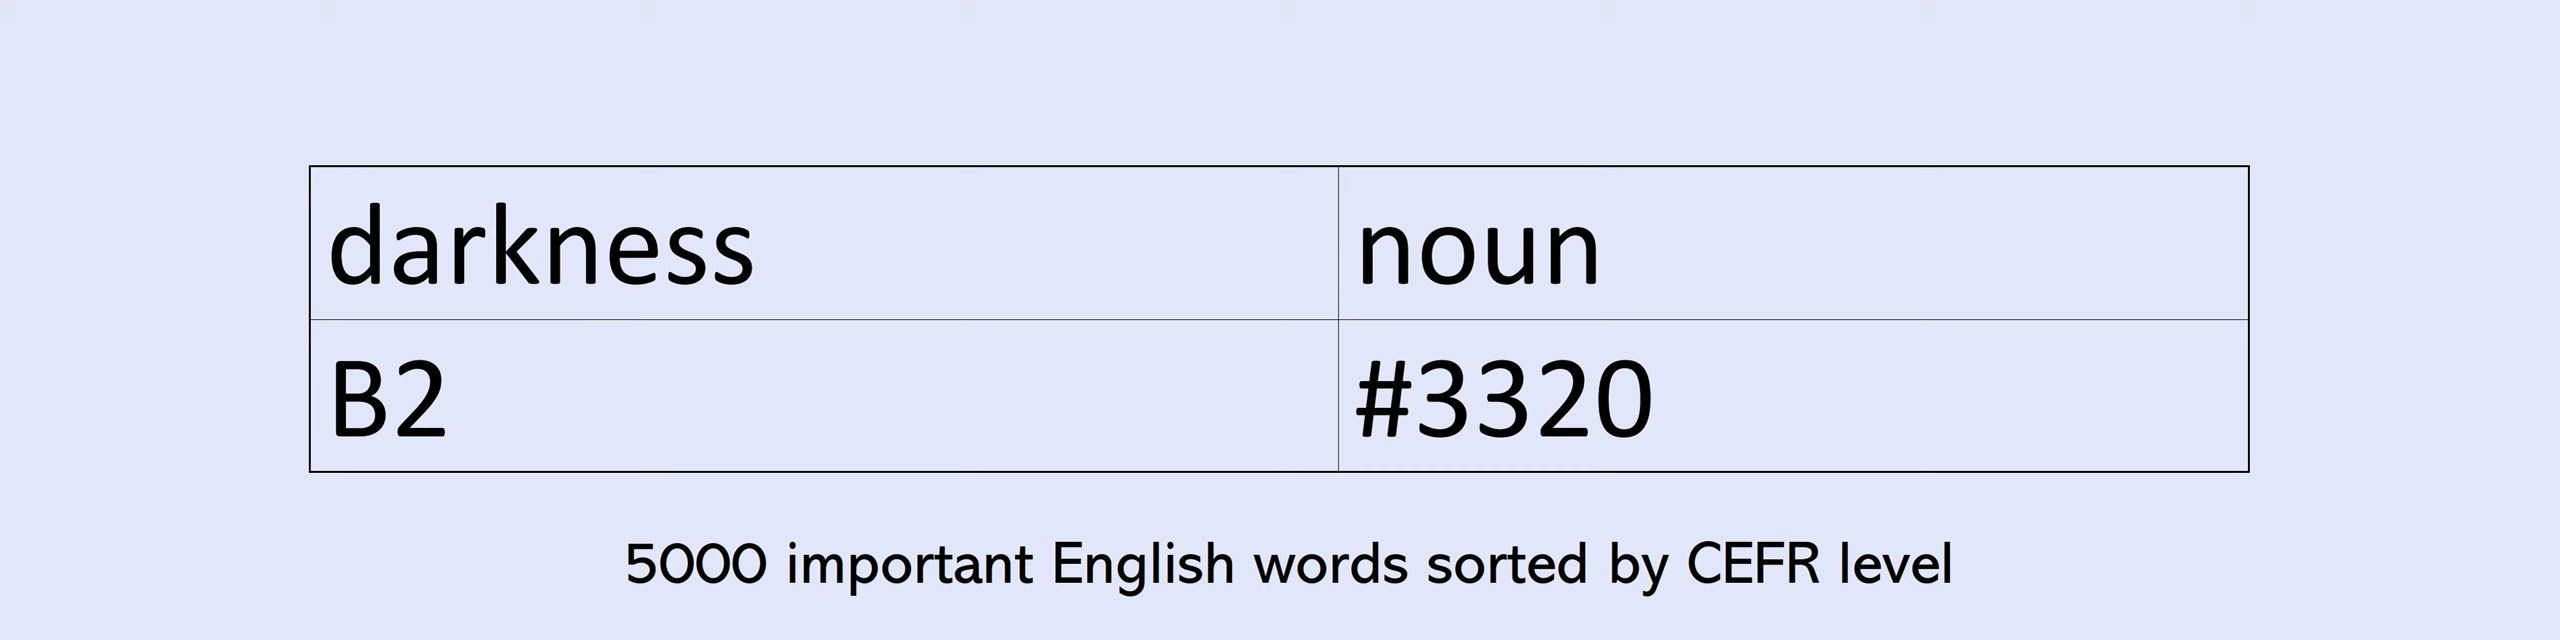 darkness noun
B2 #3320
5000 important English words sorted by CEFR level